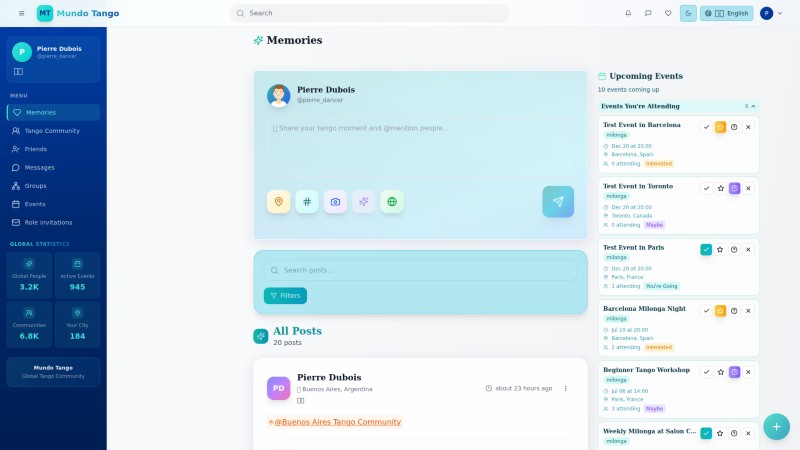 MT Mundo Tango
Search
English
P
P
Pierre Dubois
@pierre_dancer
MENU
Memories
Tango Community
Friends
Messages
Groups
Events
Role Invitations
GLOBAL STATISTICS
Global People
3.2K
Active Events
945
Communities
6.8K
Your City
184
Mundo Tango
Global Tango Community
Memories
Pierre Dubois
@pierre_dancer
Share your tango moment and @mention people...
Search posts...
Filters
All Posts
20 posts
PD
Pierre Dubois
Buenos Aires, Argentina
about 23 hours ago
@Buenos Aires Tango Community
Upcoming Events
10 events coming up
Events You're Attending
Test Event in Barcelona
milonga
Dec 20 at 20:00
Barcelona, Spain
0 attending Interested
Test Event in Toronto
milonga
Dec 20 at 20:00
Toronto, Canada
0 attending Maybe
Test Event in Paris
milonga
Dec 20 at 20:00
Paris, France
1 attending You're Going
Barcelona Milonga Night
milonga
Jul 10 at 20:00
Barcelona, Spain
2 attending Interested
Beginner Tango Workshop
milonga
Jul 06 at 14:00
Paris, France
3 attending Maybe
Weekly Milonga at Salon C...
milonga